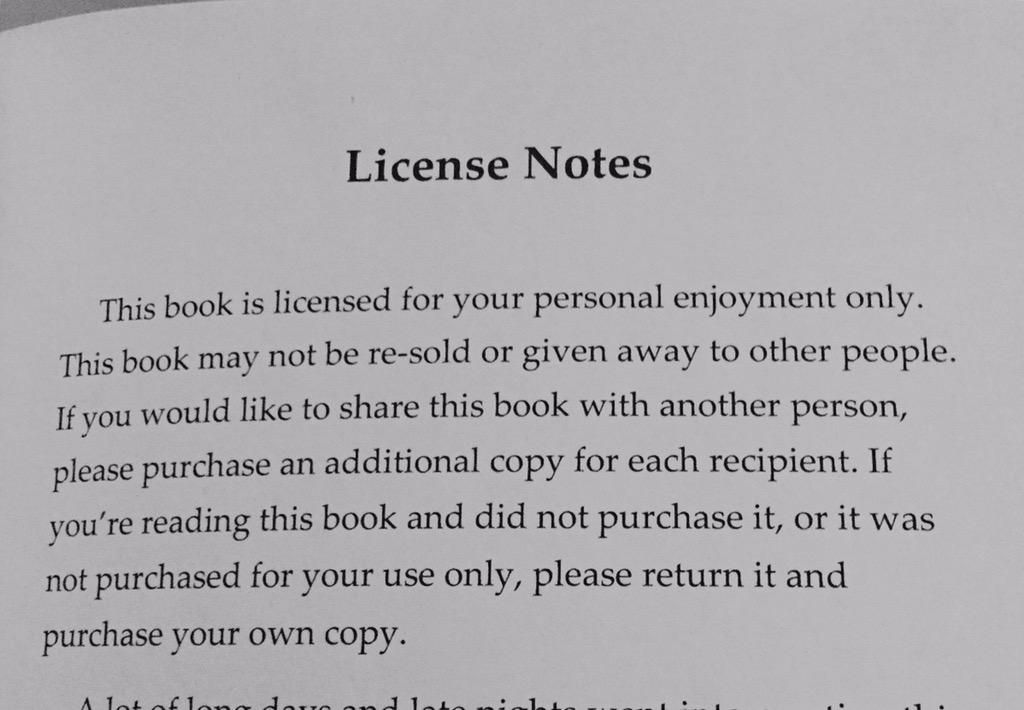 License Notes
This book is licensed for your personal enjoyment only.
This book may not be re-sold or given away to other people.
If you would like to share this book with another person,
please purchase an additional copy for each recipient. If
you're reading this book and did not purchase it, or it was
not purchased for your use only, please return it and
purchase your own copy.
A lot of long days and late nights went into